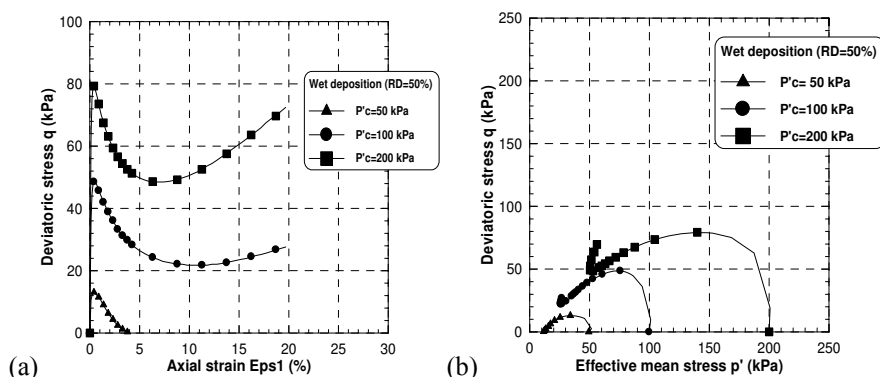 100
80
60
40
20
0
Deviatoric stress q (kPa)
0 5 10 15 20 25 30
Axial strain Eps1 (%)
Wet deposition (RD=50%)
P'c= 50 kPa
P'c=100 kPa
P'c=200 kPa
(a)
250
200
150
100
50
0
Deviatoric stress q (kPa)
0 50 100 150 200 250
Effective mean stress p' (kPa)
Wet deposition (RD=50%)
P'c= 50 kPa
P'c=100 kPa
P'c=200 kPa
(b)